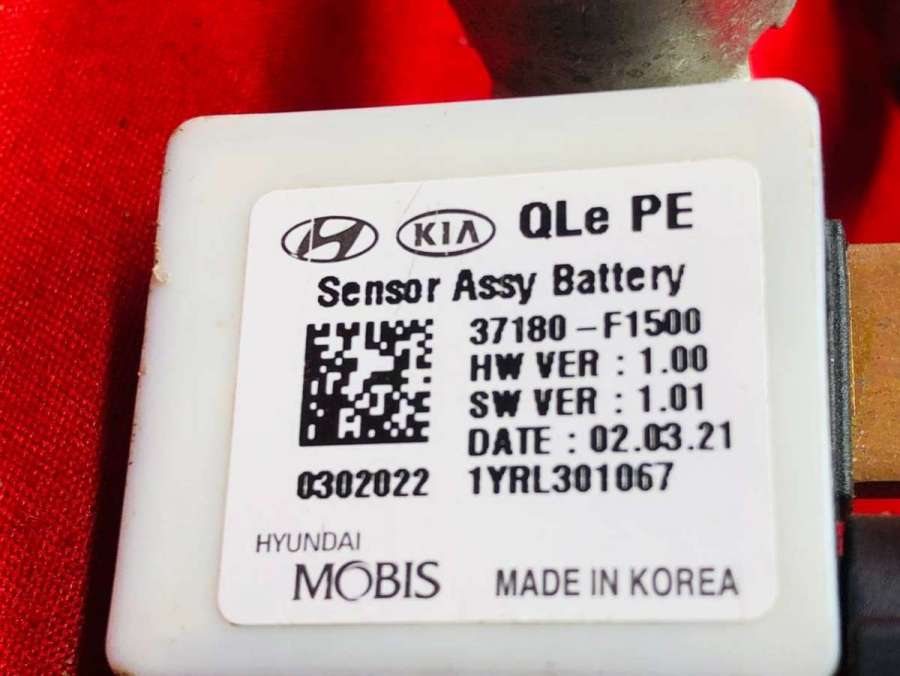 KIA QLe PE
Sensor Assy Battery
37180-F1500
HW VER : 1.00
SW VER : 1.01
DATE : 02.03.21
0302022 1YRL301067
HYUNDAI
MOBIS MADE IN KOREA